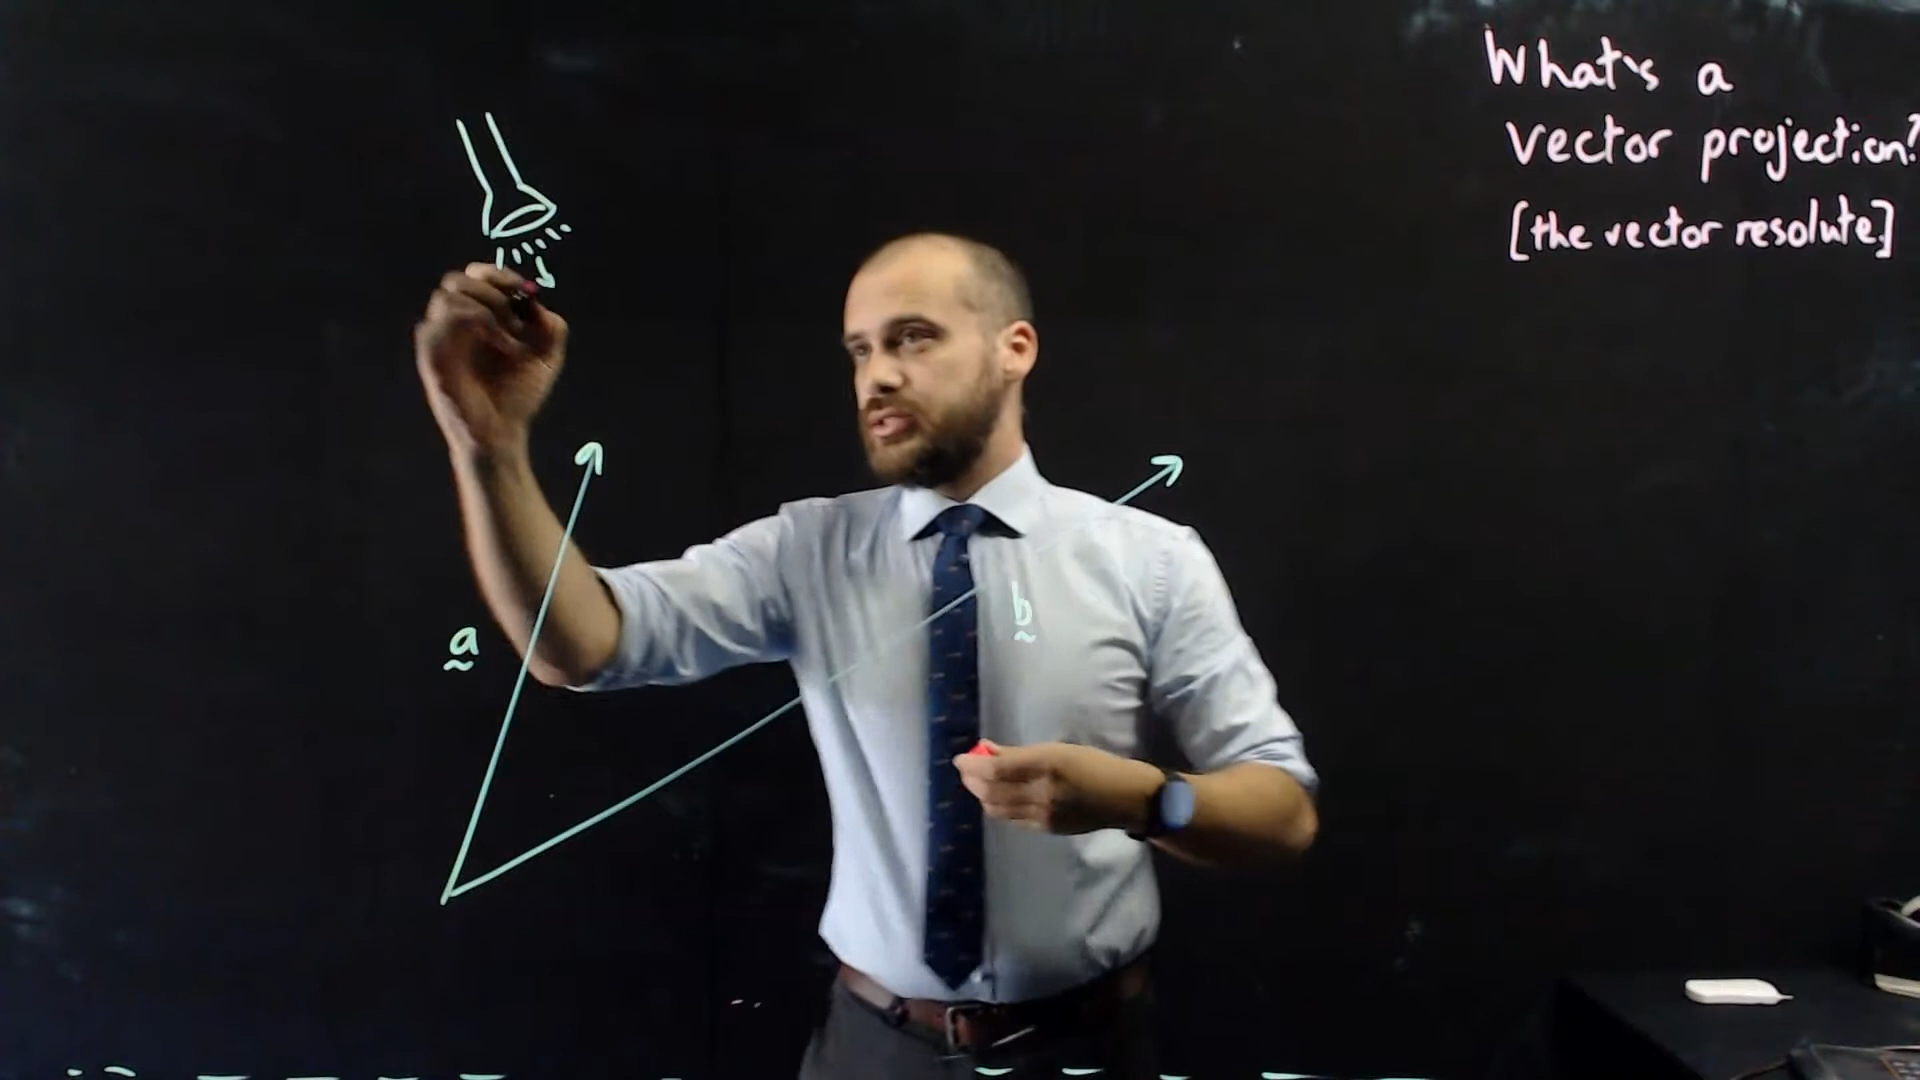 What's a
vector projection?
[the vector resolute]
a
b